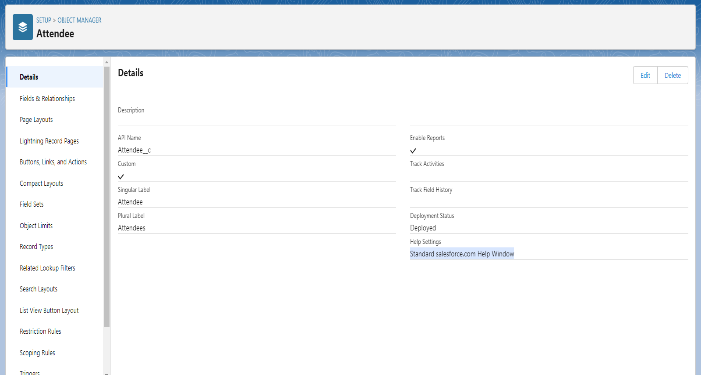 SETUP > OBJECT MANAGER
Attendee
Details
Fields & Relationships
Page Layouts
Lightning Record Pages
Buttons, Links, and Actions
Compact Layouts
Field Sets
Object Limits
Record Types
Related Lookup Filters
Search Layouts
List View Button Layout
Restriction Rules
Scoping Rules
Triggers
Details
Edit
Delete
Description
API Name
Attendee__c
Custom
Singular Label
Attendee
Plural Label
Attendees
Enable Reports
Track Activities
Track Field History
Deployment Status
Deployed
Help Settings
Standard salesforce.com Help Window